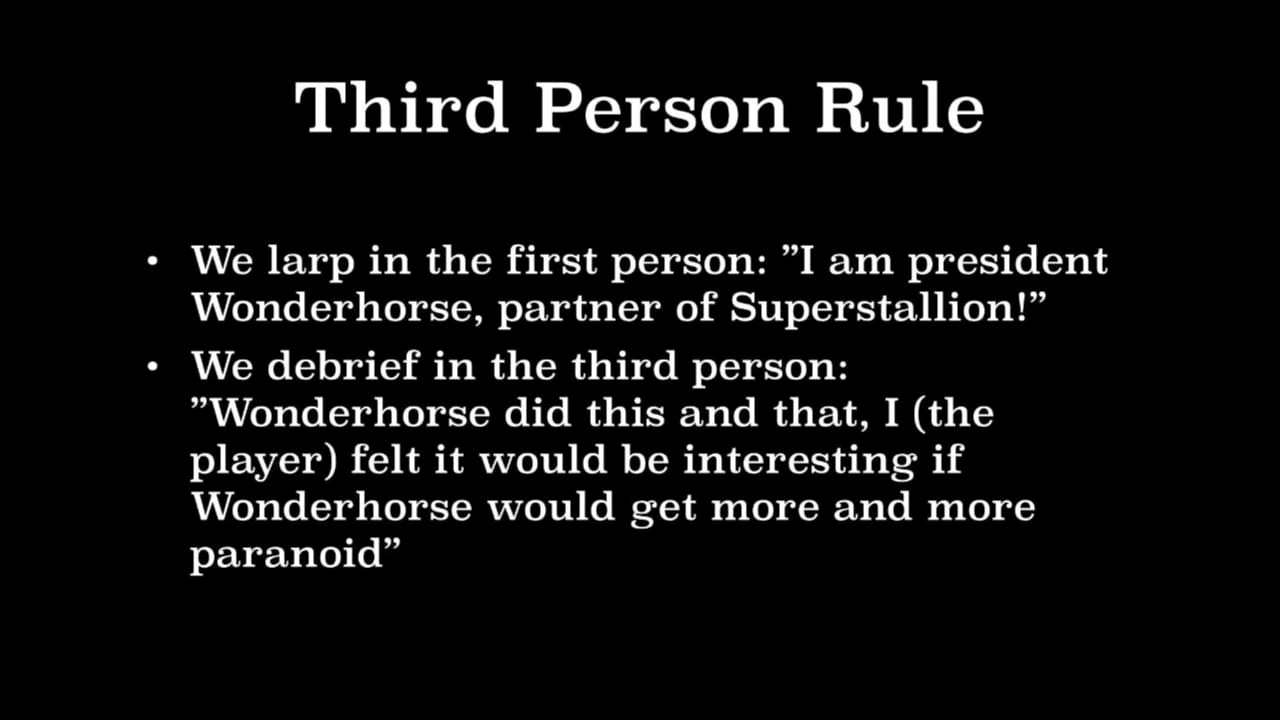 Third Person Rule
• We larp in the first person: ”I am president
Wonderhorse, partner of Superstallion!”
• We debrief in the third person:
”Wonderhorse did this and that, I (the
player) felt it would be interesting if
Wonderhorse would get more and more
paranoid”